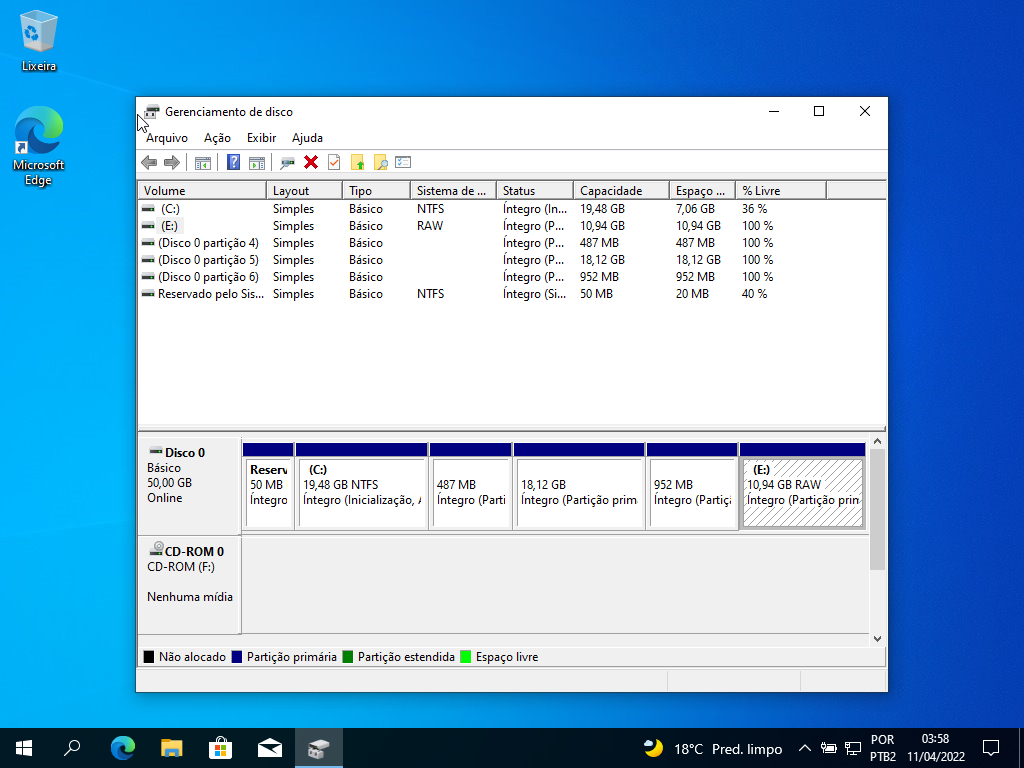 Lixeira
Microsoft
Edge
Gerenciamento de disco
Arquivo Ação Exibir Ajuda
Volume Layout Tipo Sistema de ... Status Capacidade Espaço ... % Livre
(C:) Simples Básico NTFS Íntegro (In... 19,48 GB 7,06 GB 36 %
(E:) Simples Básico RAW Íntegro (P... 10,94 GB 10,94 GB 100 %
(Disco 0 partição 4) Simples Básico Íntegro (P... 487 MB 487 MB 100 %
(Disco 0 partição 5) Simples Básico Íntegro (P... 18,12 GB 18,12 GB 100 %
(Disco 0 partição 6) Simples Básico Íntegro (P... 952 MB 952 MB 100 %
Reservado pelo Sis... Simples Básico NTFS Íntegro (Si... 50 MB 20 MB 40 %
Disco 0
Básico
50,00 GB
Online
Reserv
50 MB
Íntegro
(C:)
19,48 GB NTFS
Íntegro (Inicialização, A
487 MB
Íntegro (Parti
18,12 GB
Íntegro (Partição prim
952 MB
Íntegro (Partiç
(E:)
10,94 GB RAW
Íntegro (Partição prim
CD-ROM 0
CD-ROM (F:)
Nenhuma mídia
Não alocado Partição primária Partição estendida Espaço livre
18°C Pred. limpo
POR
PTB2
03:58
11/04/2022